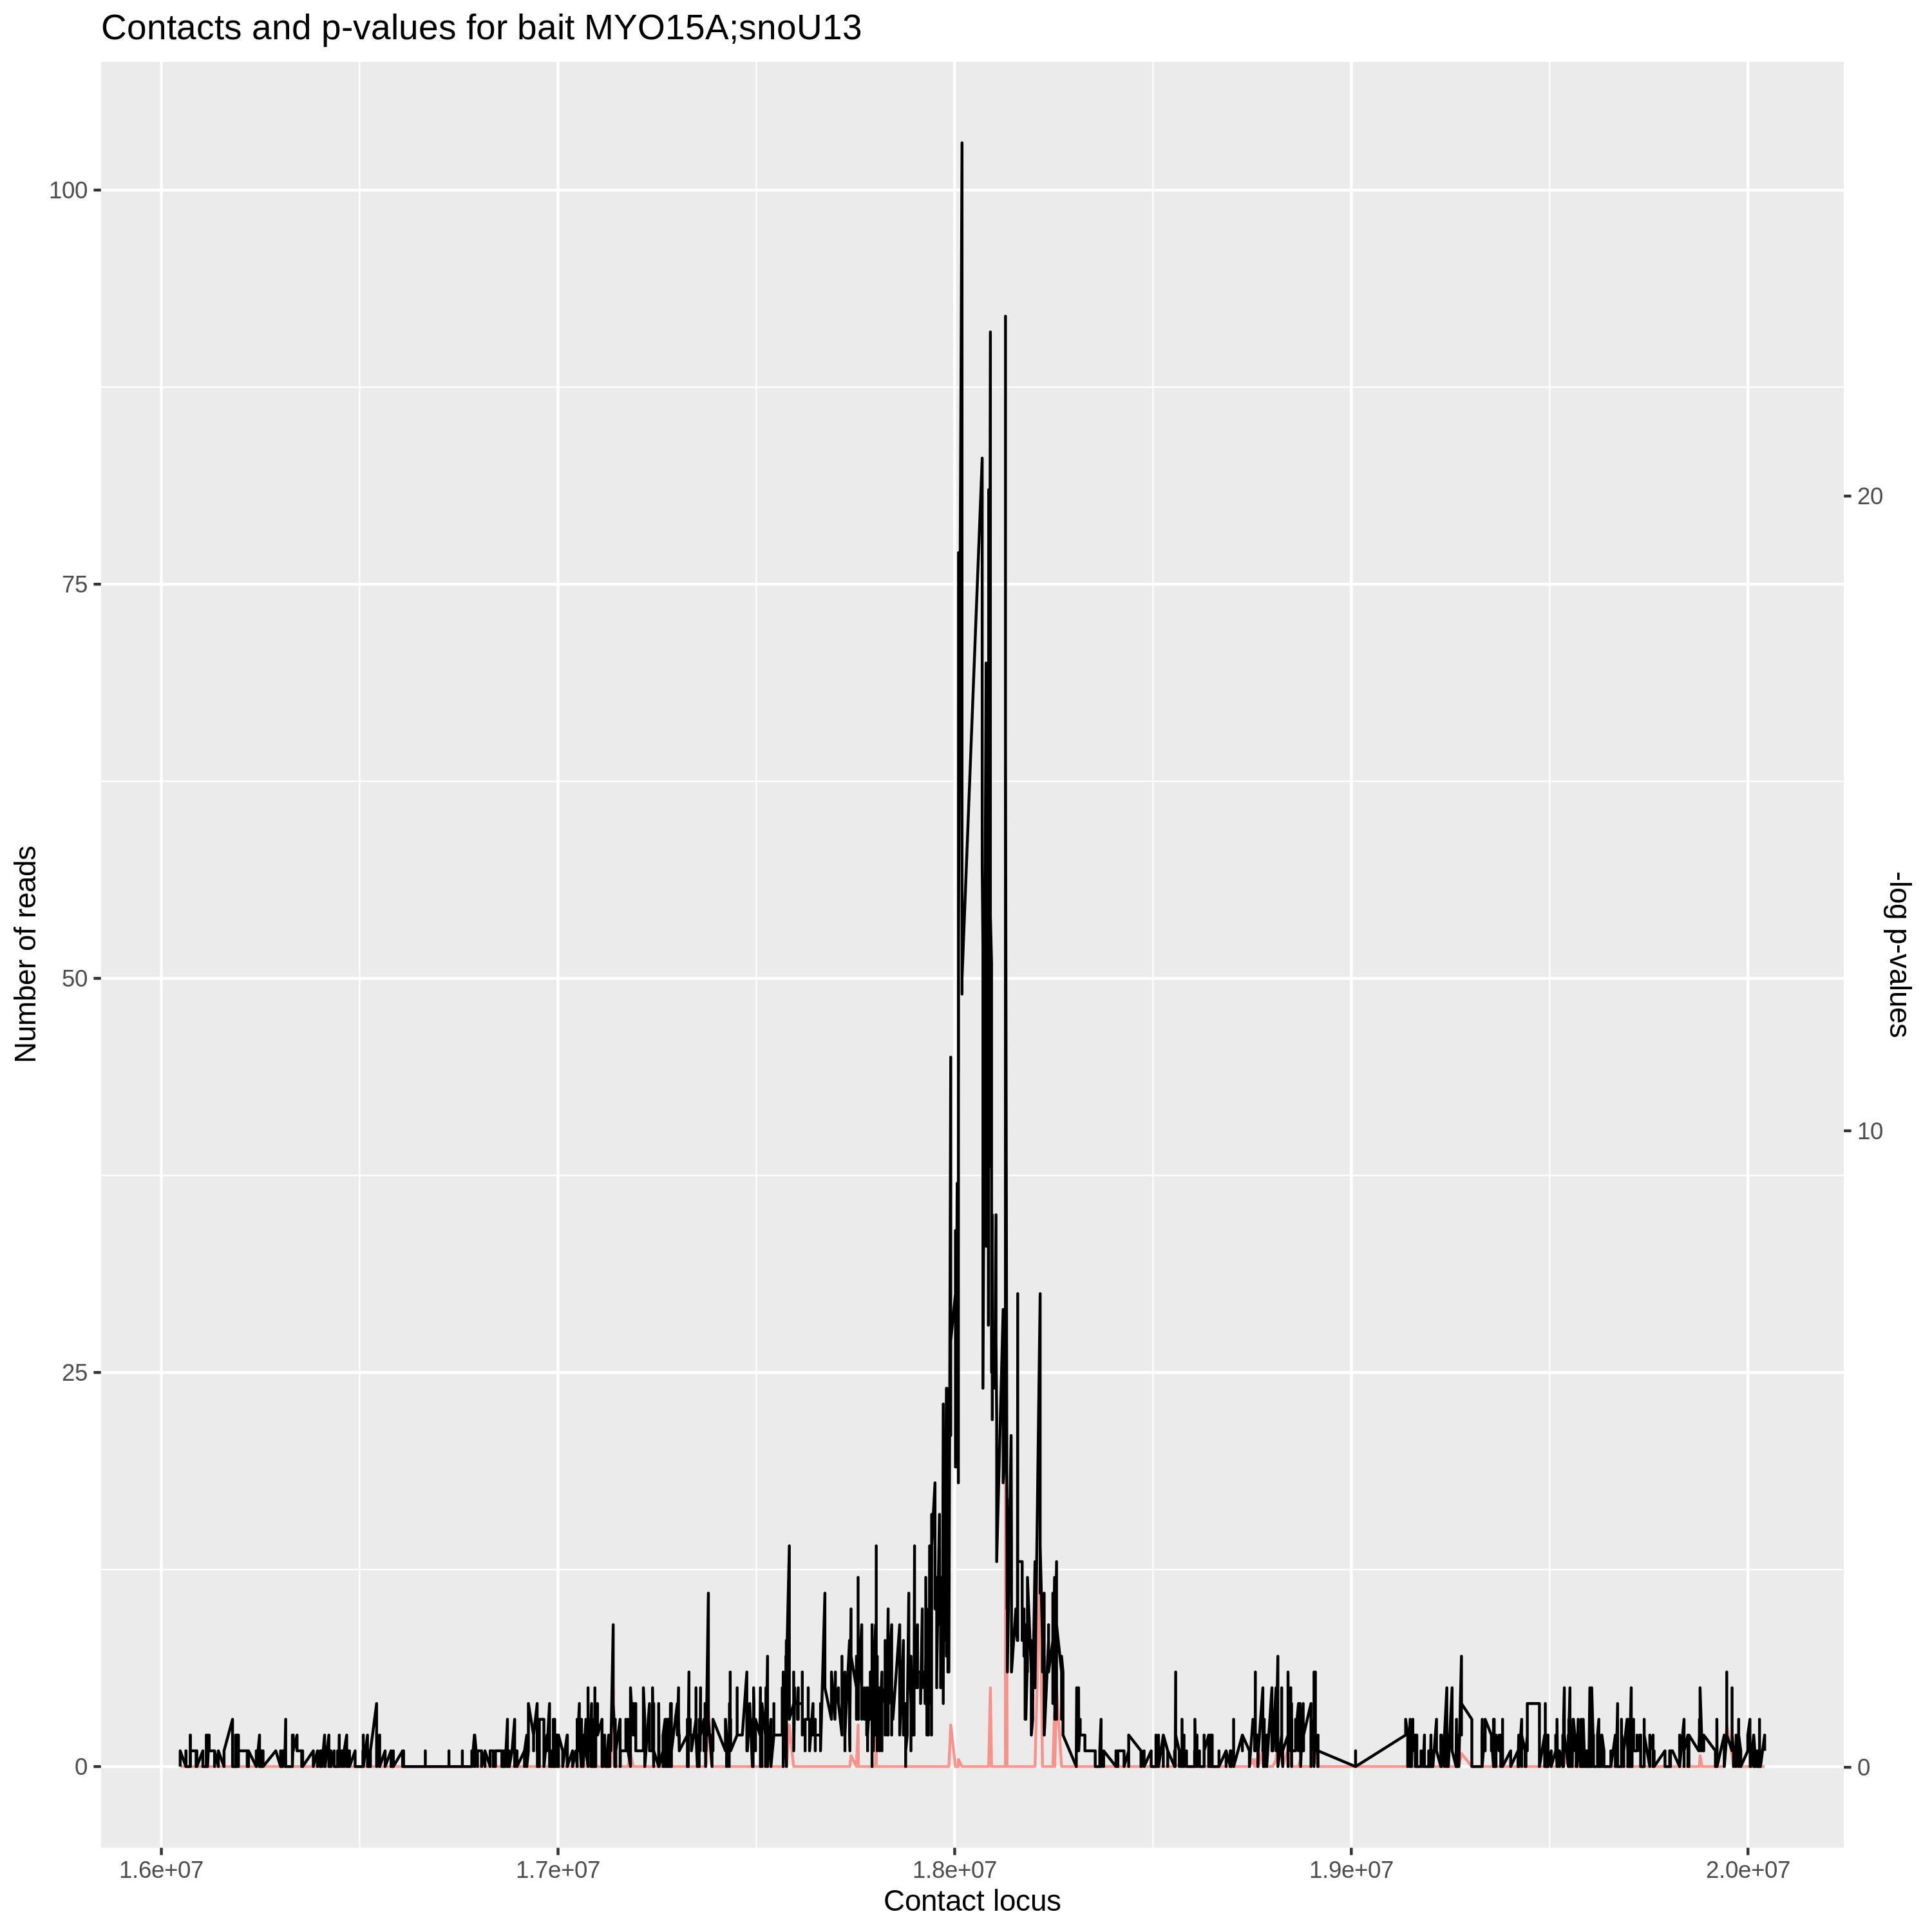 Contacts and p-values for bait MYO15A;snoU13
100
75
50
25
0
Number of reads
20
10
0
-log p-values
1.6e+07
1.7e+07
1.8e+07
1.9e+07
2.0e+07
Contact locus